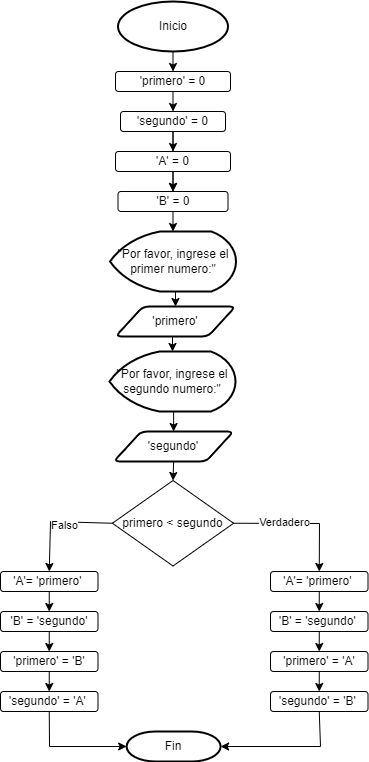 Inicio
'primero' = 0
'segundo' = 0
'A' = 0
'B' = 0
"Por favor, ingrese el
primer numero:"
'primero'
"Por favor, ingrese el
segundo numero:"
'segundo'
primero < segundo
Falso
Verdadero
'A'= 'primero'
'B' = 'segundo'
'primero' = 'B'
'segundo' = 'A'
'A'= 'primero'
'B' = 'segundo'
'primero' = 'A'
'segundo' = 'B'
Fin